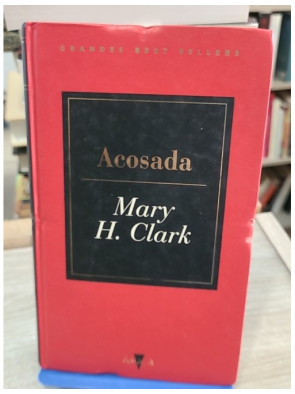 GRANDES BEST SELLERS
Acosada
Mary
H. Clark